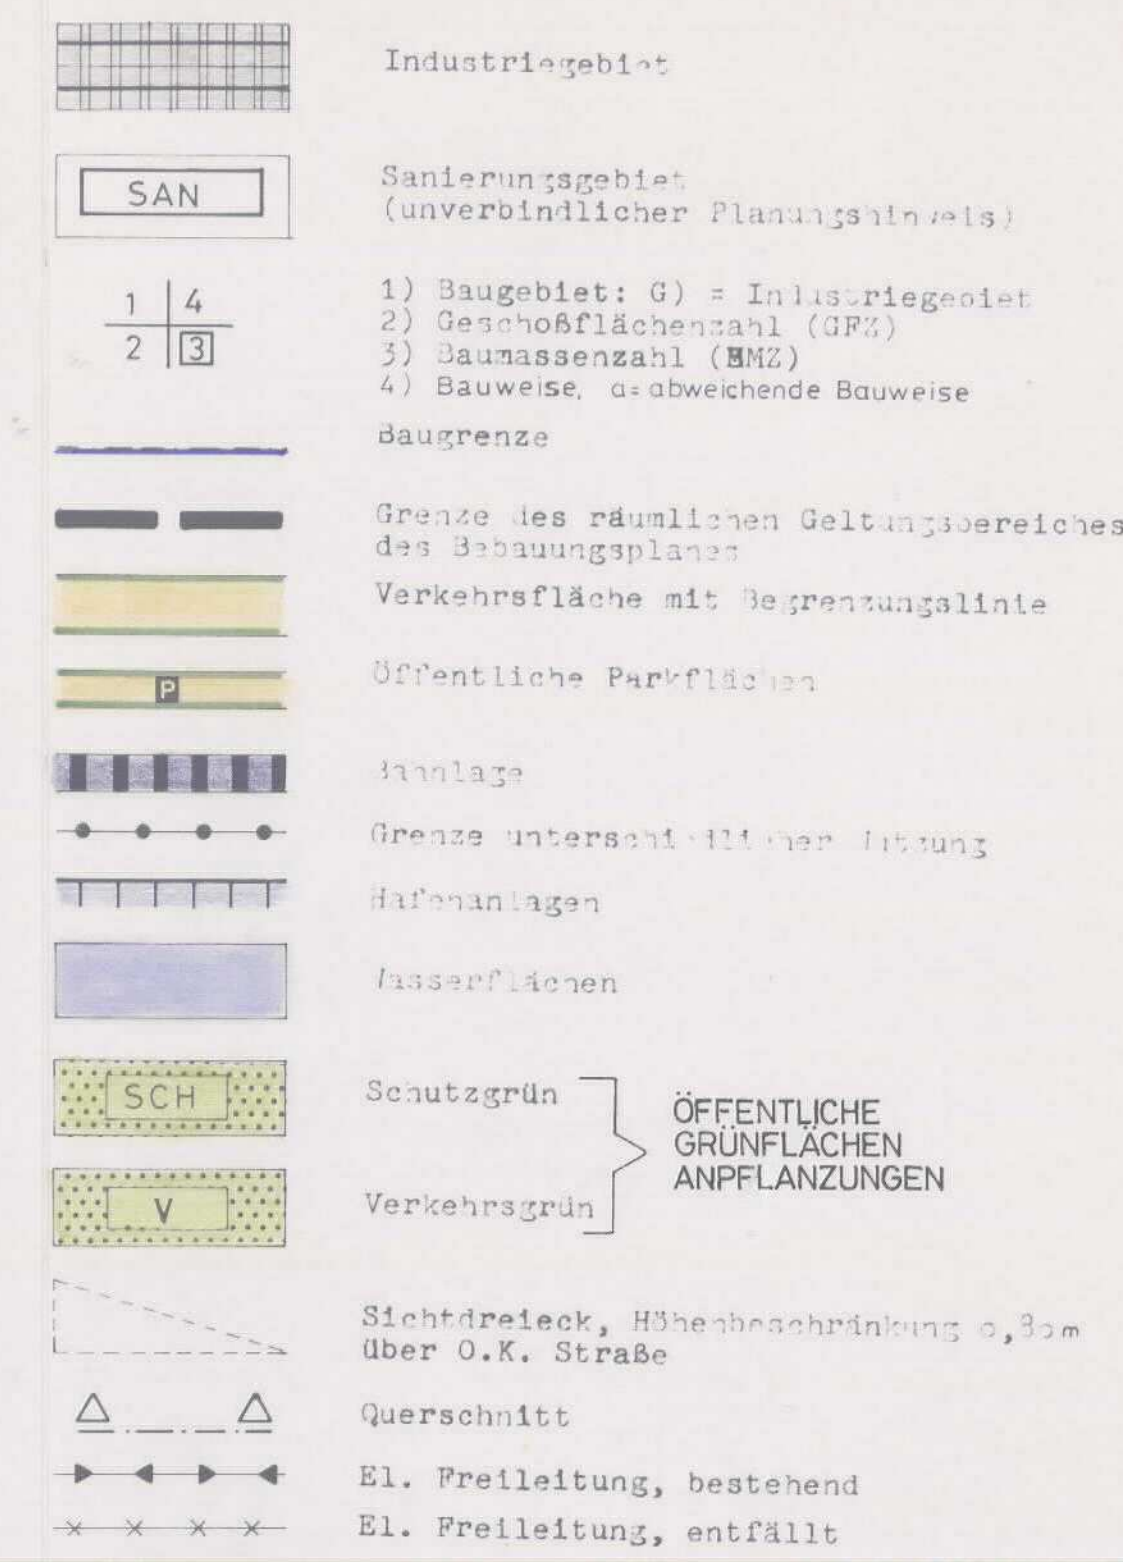 Industriegebiet
SAN
Sanierungsgebiet
(unverbindlicher Planungshinweis)
1 4
2 3
1) Baugebiet: G) = Industriegebiet
2) Geschoßflächenzahl (GFZ)
3) Baumassenzahl (BMZ)
4) Bauweise, a= abweichende Bauweise
Baugrenze
Grenze des räumlichen Geltungsbereiches
des Bebauungsplanes
Verkehrsfläche mit Begrenzungslinie
P
Öffentliche Parkflächen
Bahnlage
Grenze unterschiedlicher Nutzung
Hafenanlagen
Wasserflächen
SCH
Schutzgrün
ÖFFENTLICHE
GRÜNFLÄCHEN
ANPFLANZUNGEN
V
Verkehrsgrün
Sichtdreieck, Höhenbeschränkung
über O.K. Straße
Querschnitt
El. Freileitung, bestehend
El. Freileitung, entfällt